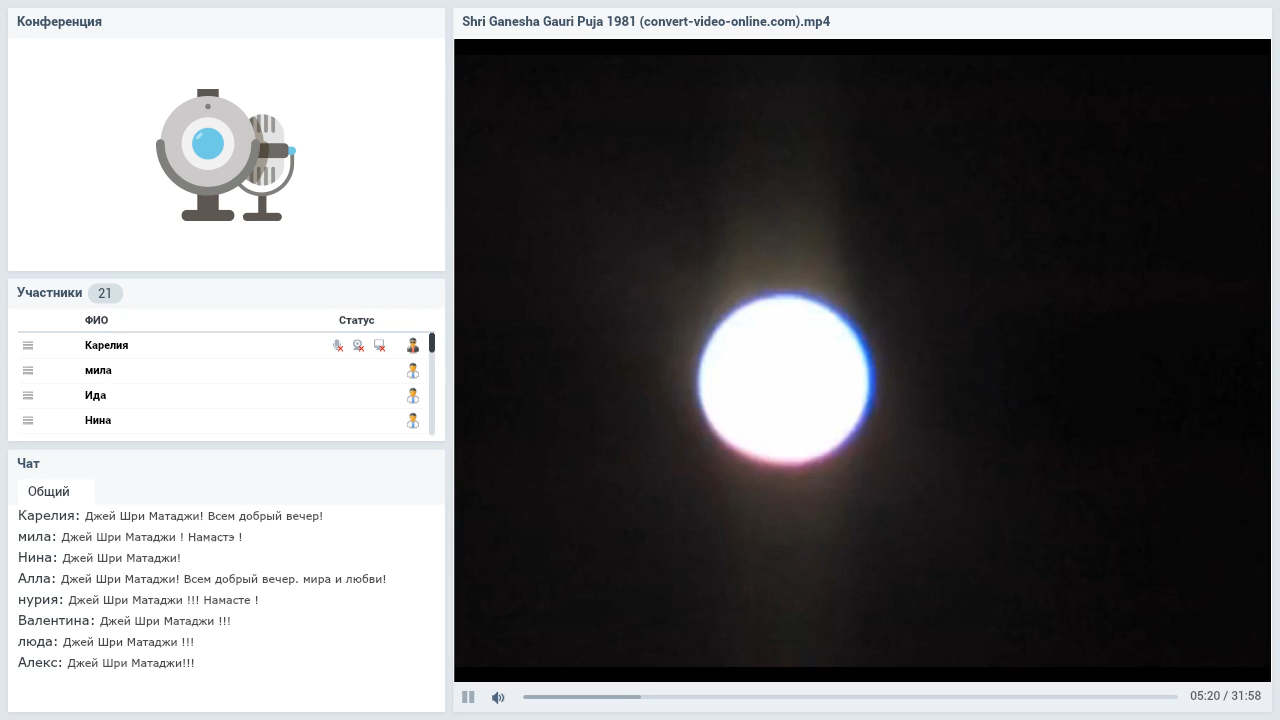 Конференция
Участники 21
ФИО Статус
Карелия
мила
Ида
Нина
Чат
Общий
Карелия: Джей Шри Матаджи! Всем добрый вечер!
мила: Джей Шри Матаджи ! Намастэ !
Нина: Джей Шри Матаджи!
Алла: Джей Шри Матаджи! Всем добрый вечер. мира и любви!
нурия: Джей Шри Матаджи !!! Намасте !
Валентина: Джей Шри Матаджи !!!
люда: Джей Шри Матаджи !!!
Алекс: Джей Шри Матаджи!!!
Shri Ganesha Gauri Puja 1981 (convert-video-online.com).mp4
05:20 / 31:58